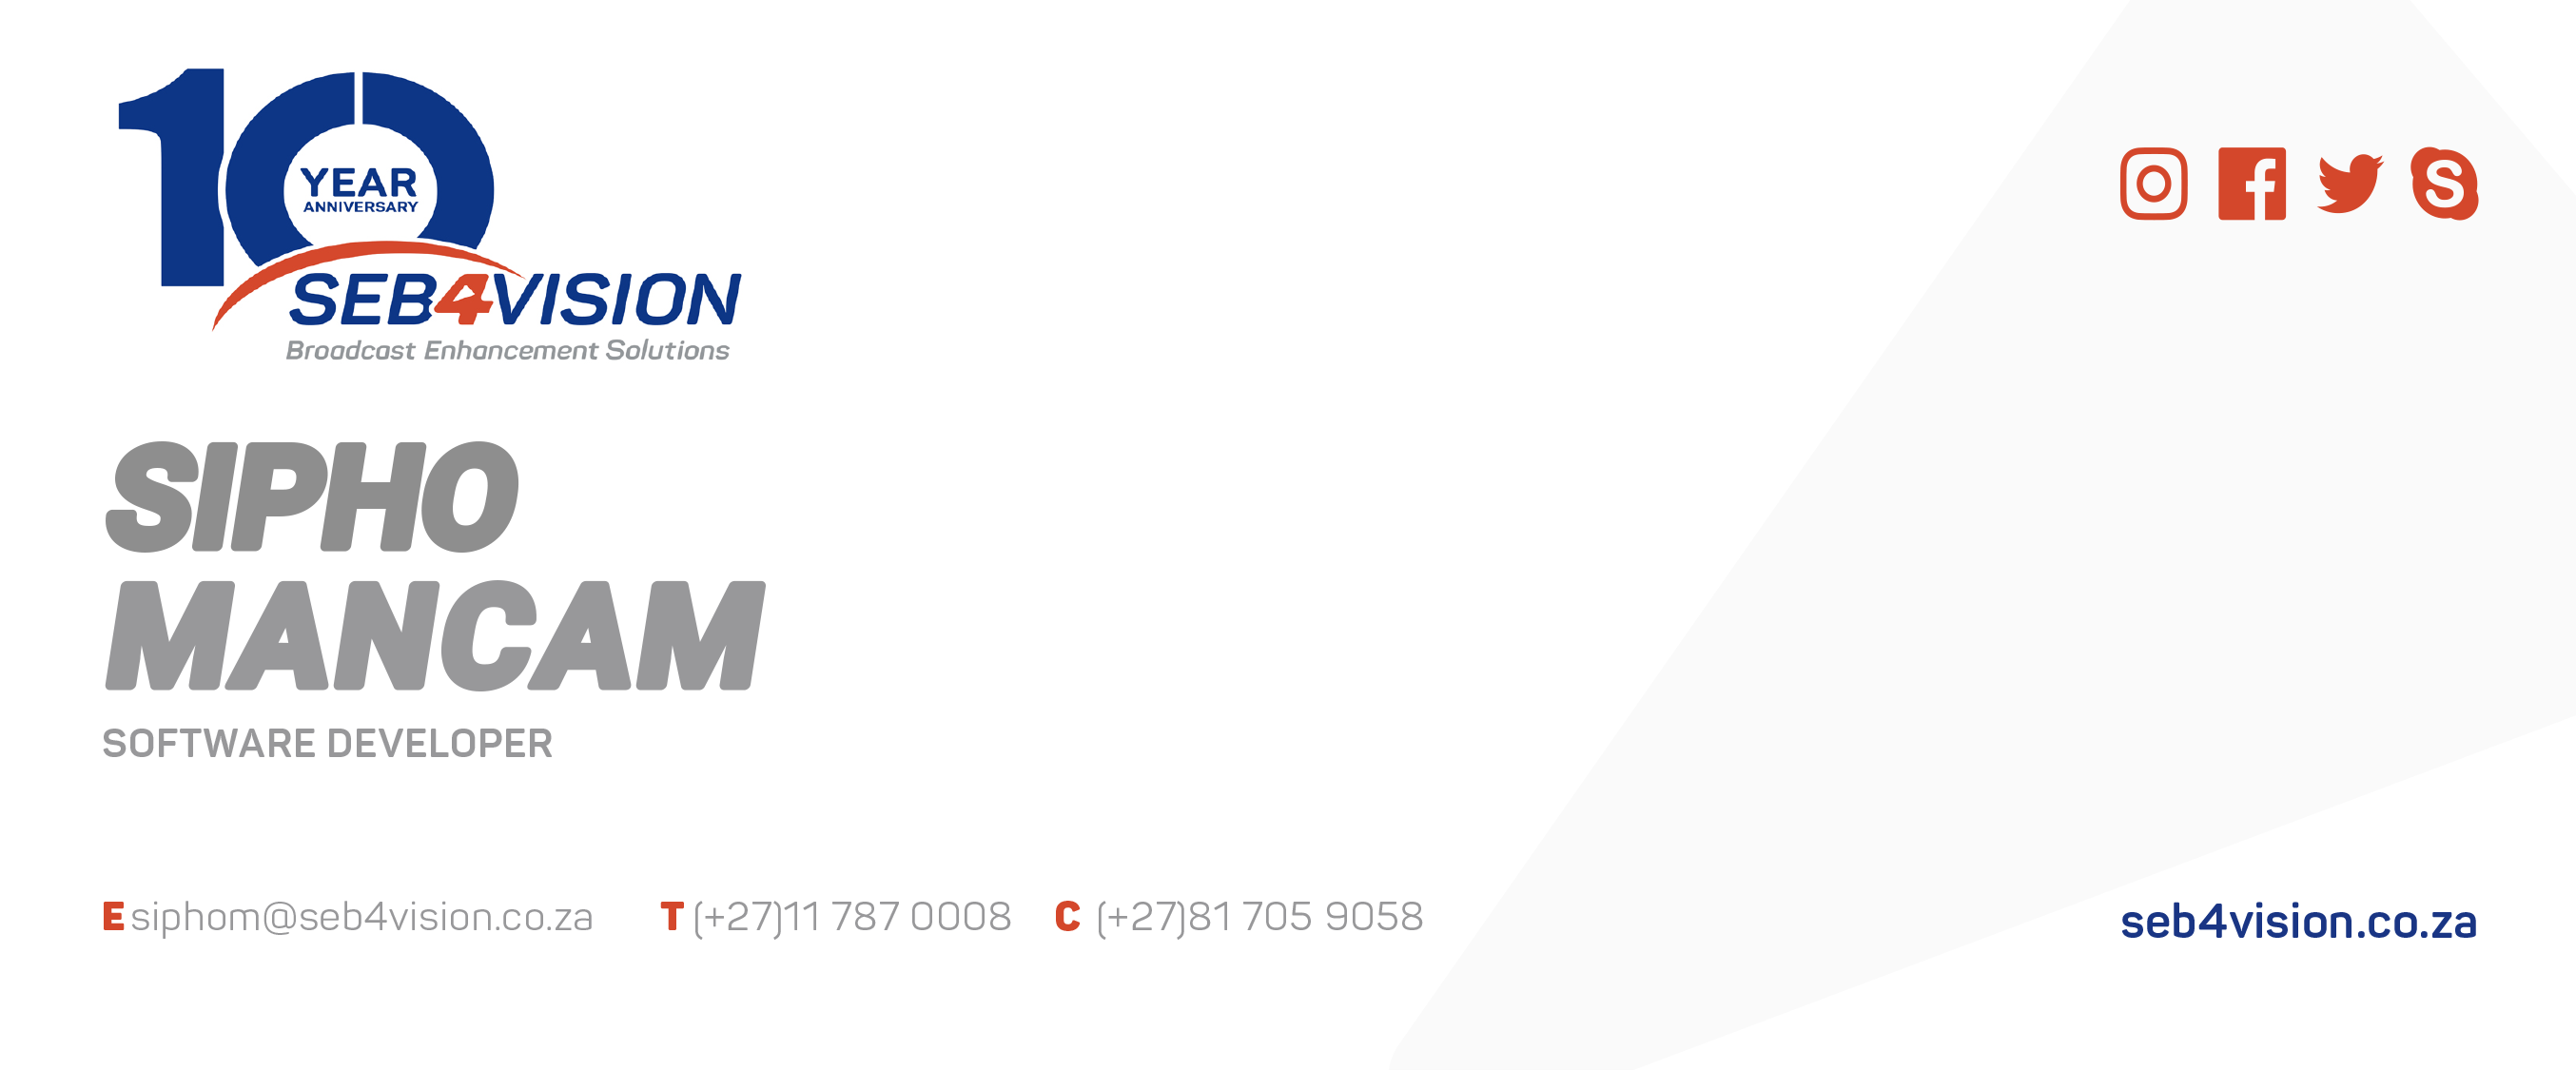 10
YEAR
ANNIVERSARY
SEB4VISION
Broadcast Enhancement Solutions
SIPHO
MANCAM
SOFTWARE DEVELOPER
E siphom@seb4vision.co.za T (+27)11 787 0008 C (+27)81 705 9058
seb4vision.co.za